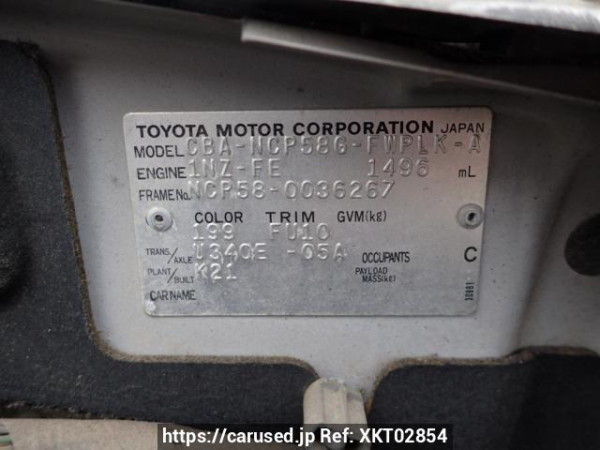 TOYOTA MOTOR CORPORATION JAPAN
MODEL CBA-NCP58G-FWPLK-A
ENGINE 1NZ-FE 1496 mL
FRAME No. NCP58-0036267
COLOR TRIM GVM(kg)
199 FU10
TRANS/AXLE U340E -05A OCCUPANTS C
PLANT/BUILT K21 PAYLOAD MASS(kg)
CAR NAME
https://carused.jp Ref: XKT02854